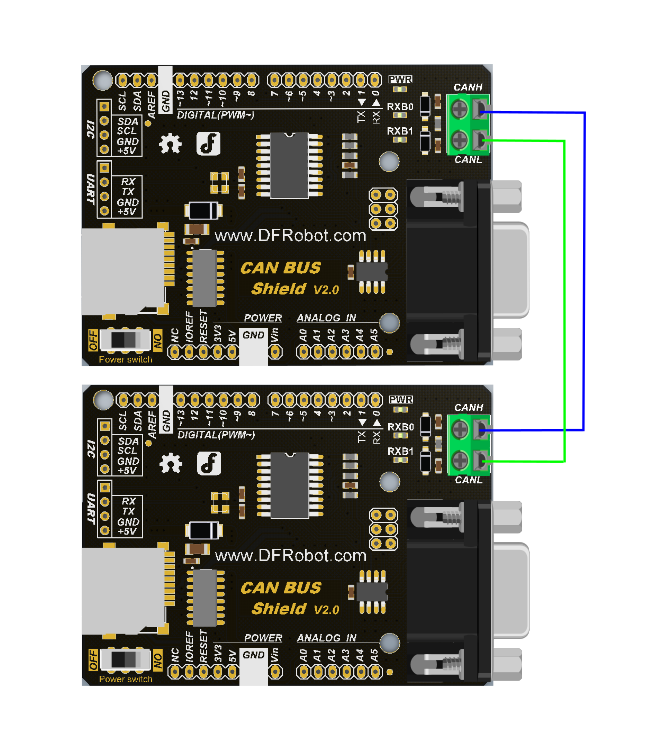 SCL
SDA
AREF
GND
~13
12
~11
~10
~9
8
7
~6
~5
4
~3
2
1
0
PWR
CANH
DIGITAL(PWM~)
TX
RX
RXB0
RXB1
CANL
I2C
SDA
SCL
GND
+5V
UART
RX
TX
GND
+5V
www.DFRobot.com
CAN BUS
Shield V2.0
POWER
ANALOG IN
OFF
NO
Power switch
NC
IOREF
RESET
3V3
5V
GND
Vin
A0
A1
A2
A3
A4
A5
SCL
SDA
AREF
GND
~13
12
~11
~10
~9
8
7
~6
~5
4
~3
2
1
0
PWR
CANH
DIGITAL(PWM~)
TX
RX
RXB0
RXB1
CANL
I2C
SDA
SCL
GND
+5V
UART
RX
TX
GND
+5V
www.DFRobot.com
CAN BUS
Shield V2.0
POWER
ANALOG IN
OFF
NO
Power switch
NC
IOREF
RESET
3V3
5V
GND
Vin
A0
A1
A2
A3
A4
A5